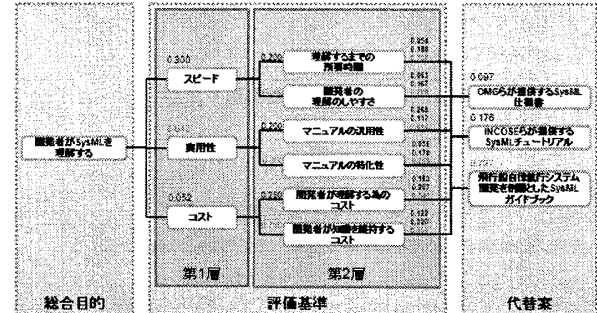 開発者がSysMLを
理解する
0.300
スピード
実用性
0.052
コスト
0.200
理解するまでの
所要時間
開発者の
理解のしやすさ
0.200
マニュアルの汎用性
マニュアルの特化性
0.250
開発者が理解する為の
コスト
開発者が知識を維持する
コスト
0.097
OMGらが提供するSysML
仕様書
0.176
INCOSEらが提供する
SysMLチュートリアル
飛行船自律航行システム
開発を例題としたSysML
ガイドブック
第1層
第2層
総合目的
評価基準
代替案